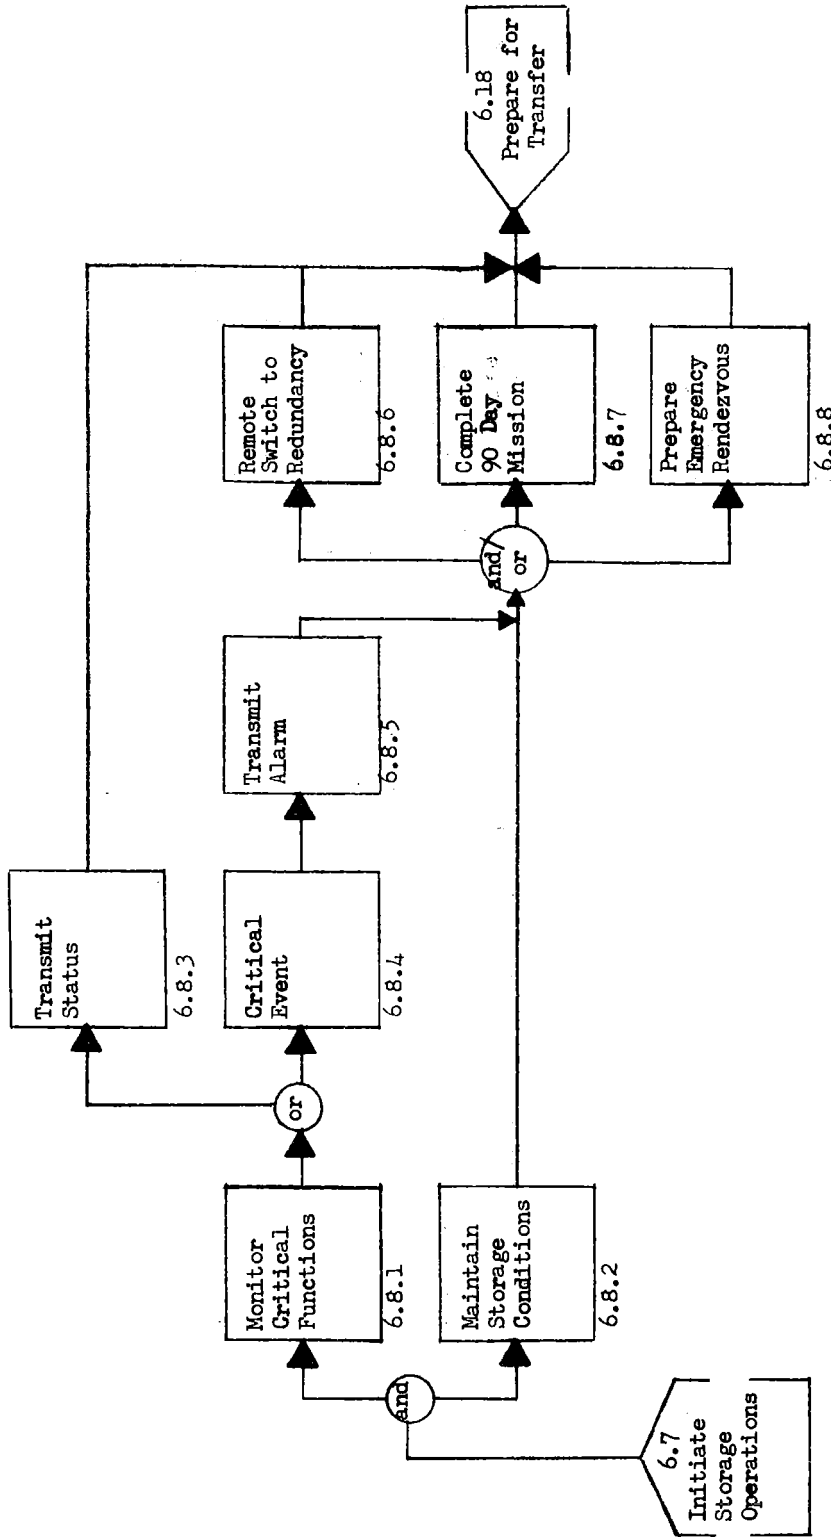 6.7
Initiate
Storage
Operations
and
Monitor
Critical
Functions
6.8.1
Maintain
Storage
Conditions
6.8.2
or
Transmit
Status
6.8.3
Critical
Event
6.8.4
Transmit
Alarm
6.8.5
and/
or
Remote
Switch to
Redundancy
6.8.6
Complete
90 Day
Mission
6.8.7
Prepare
Emergency
Rendezvous
6.8.8
6.18
Prepare for
Transfer